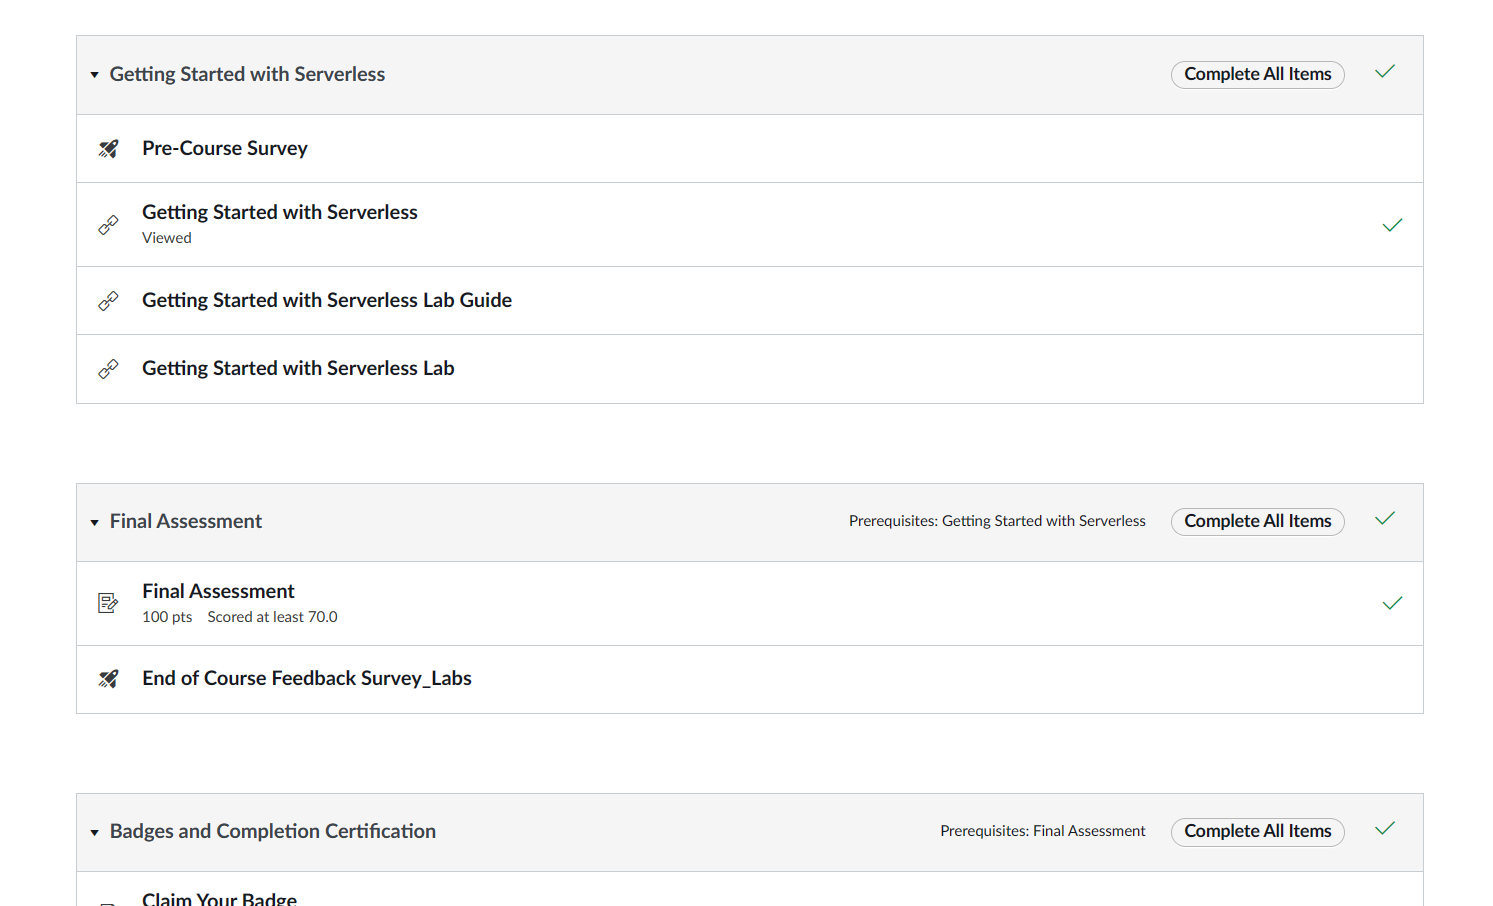 Getting Started with Serverless
Complete All Items
Pre-Course Survey
Getting Started with Serverless
Viewed
Getting Started with Serverless Lab Guide
Getting Started with Serverless Lab
Final Assessment
Prerequisites: Getting Started with Serverless
Complete All Items
Final Assessment
100 pts Scored at least 70.0
End of Course Feedback Survey_Labs
Badges and Completion Certification
Prerequisites: Final Assessment
Complete All Items
Claim Your Badge